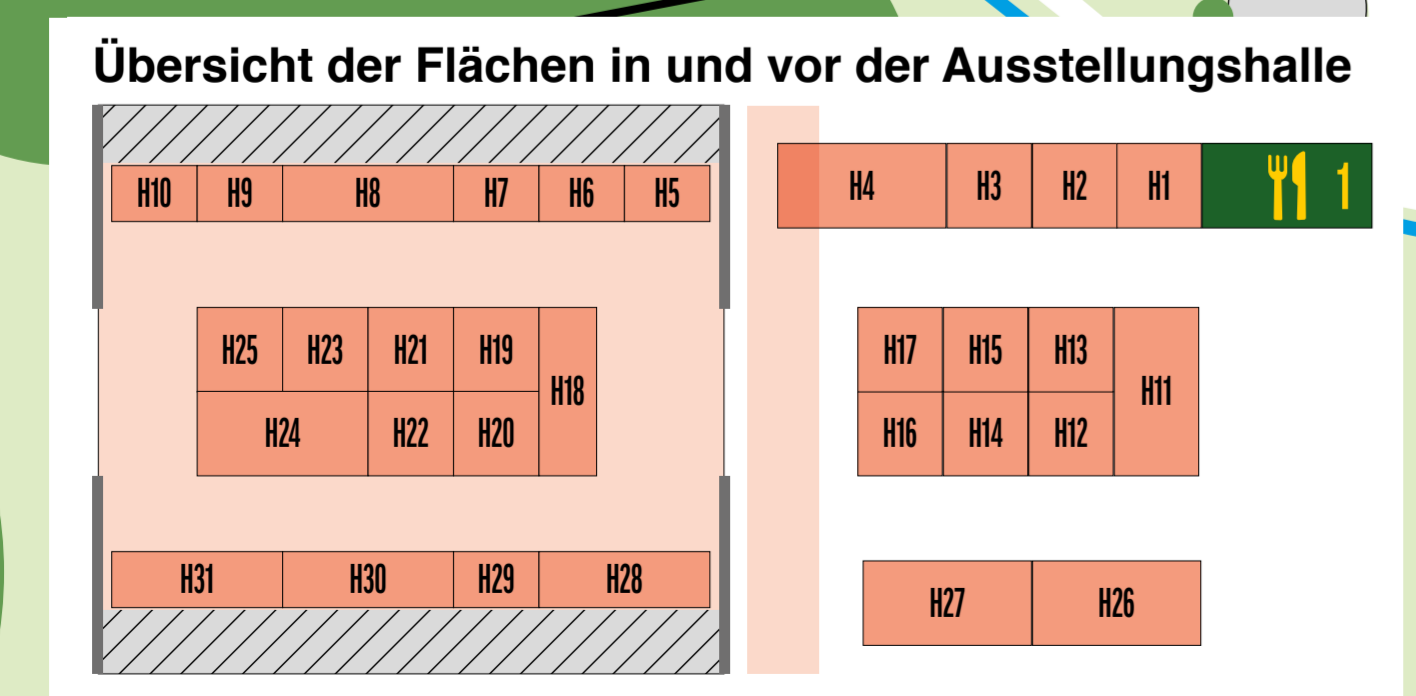 Übersicht der Flächen in und vor der Ausstellungshalle
H10 H9 H8 H7 H6 H5 H4 H3 H2 H1 1
H25 H23 H21 H19 H17 H15 H13
H18 H11
H24 H22 H20 H16 H14 H12
H31 H30 H29 H28 H27 H26